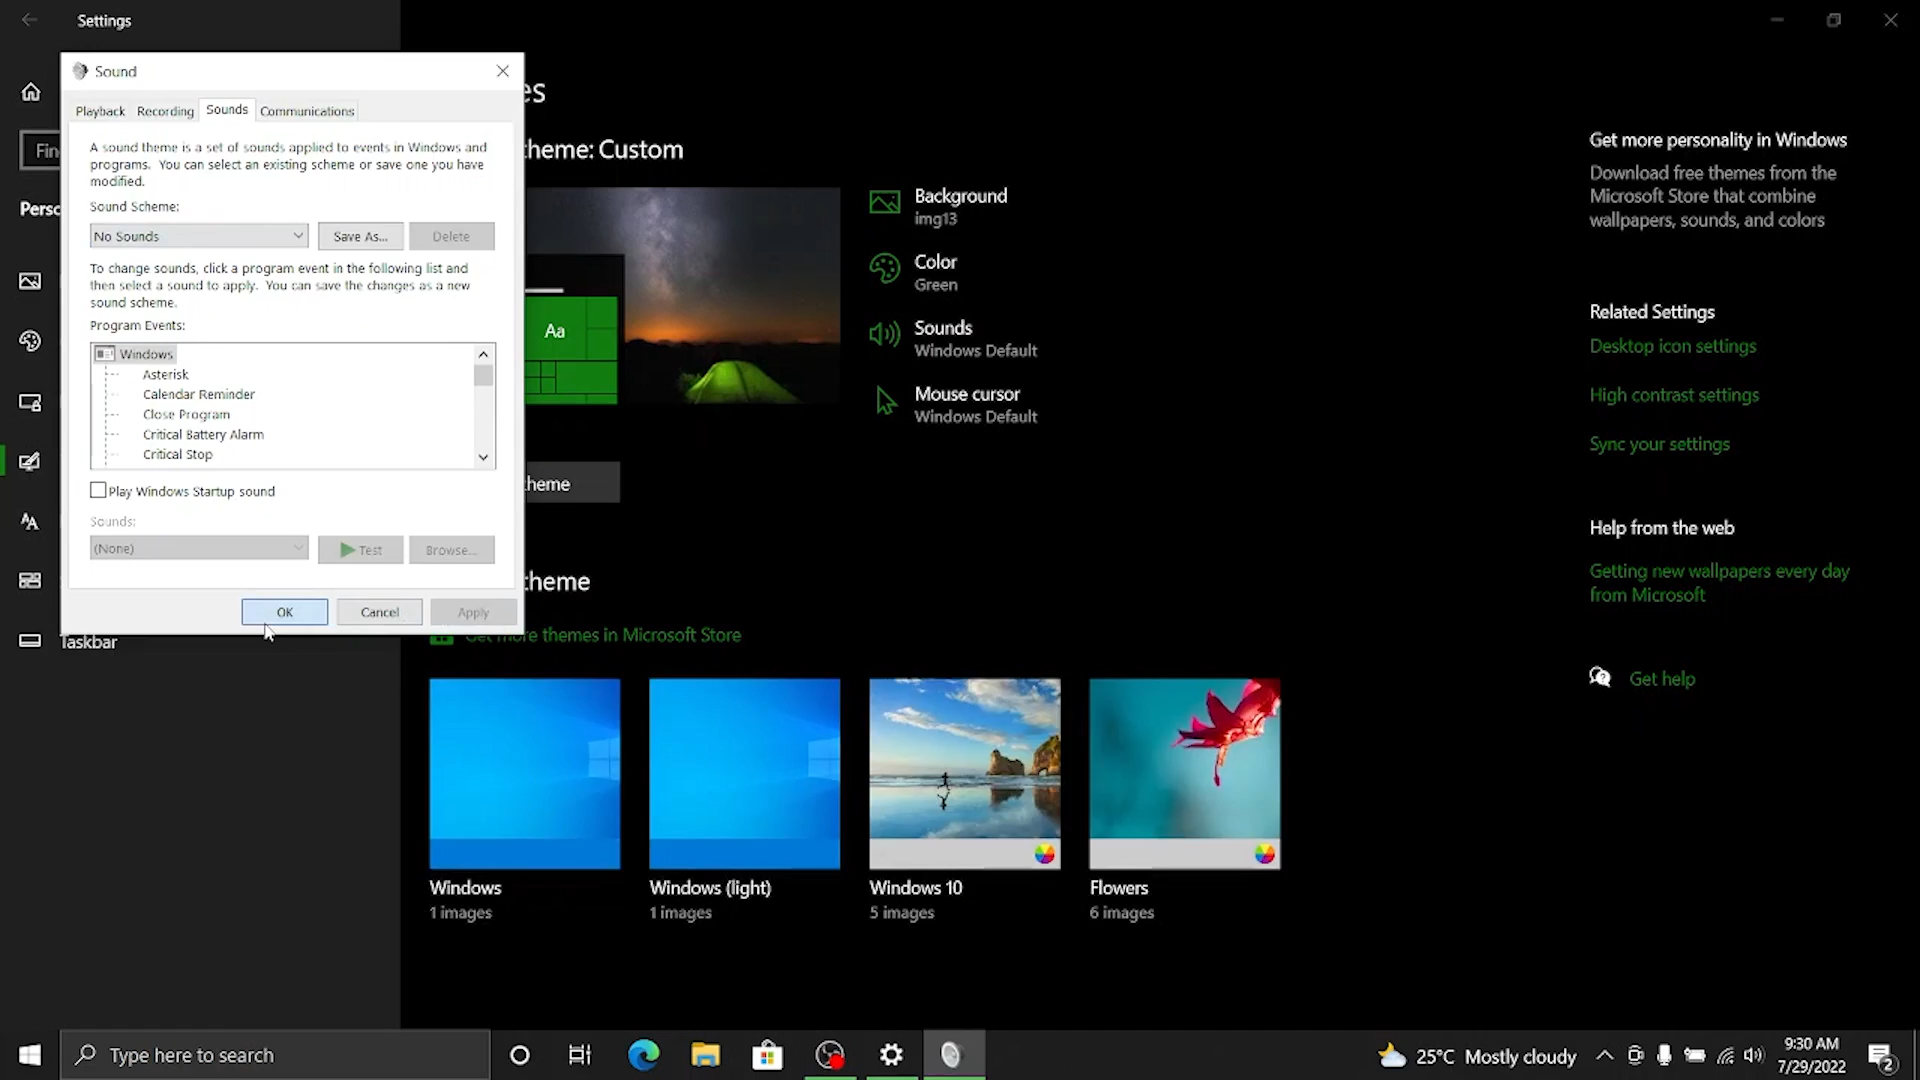 Settings
Sound
Playback
Recording
Sounds
Communications
A sound theme is a set of sounds applied to events in Windows and
programs. You can select an existing scheme or save one you have
modified.
Sound Scheme:
No Sounds
Save As...
Delete
To change sounds, click a program event in the following list and
then select a sound to apply. You can save the changes as a new
sound scheme.
Program Events:
Windows
Asterisk
Calendar Reminder
Close Program
Critical Battery Alarm
Critical Stop
Play Windows Startup sound
Sounds:
(None)
Test
Browse...
OK
Cancel
Apply
Fin
Perso
Taskbar
es
theme: Custom
Aa
Background
img13
Color
Green
Sounds
Windows Default
Mouse cursor
Windows Default
theme
theme
Get more themes in Microsoft Store
Windows
1 images
Windows (light)
1 images
Windows 10
5 images
Flowers
6 images
Get more personality in Windows
Download free themes from the
Microsoft Store that combine
wallpapers, sounds, and colors
Related Settings
Desktop icon settings
High contrast settings
Sync your settings
Help from the web
Getting new wallpapers every day
from Microsoft
Get help
Type here to search
25°C Mostly cloudy
9:30 AM
7/29/2022
2